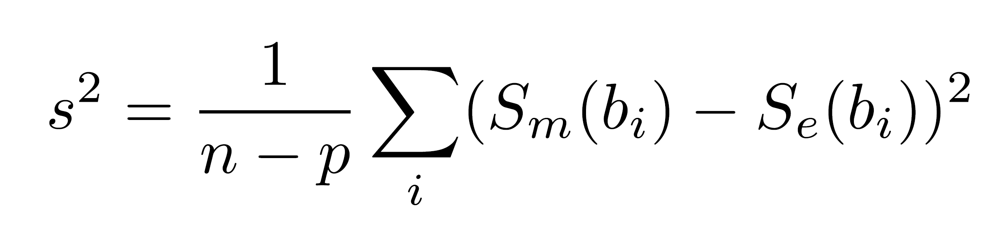 s^2 = \frac{1}{n - p} \sum_i (S_m(b_i) - S_e(b_i))^2